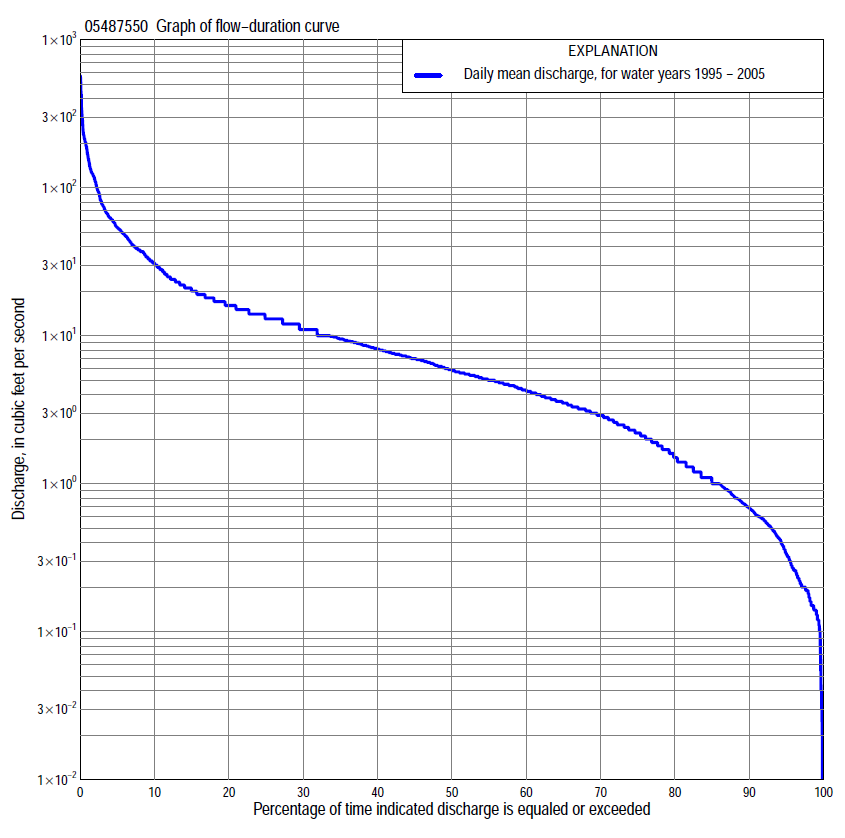 05487550 Graph of flow−duration curve
EXPLANATION
Daily mean discharge, for water years 1995 − 2005
Discharge, in cubic feet per second
1×10³
3×10²
1×10²
3×10¹
1×10¹
3×10⁰
1×10⁰
3×10⁻¹
1×10⁻¹
3×10⁻²
1×10⁻²
0 10 20 30 40 50 60 70 80 90 100
Percentage of time indicated discharge is equaled or exceeded